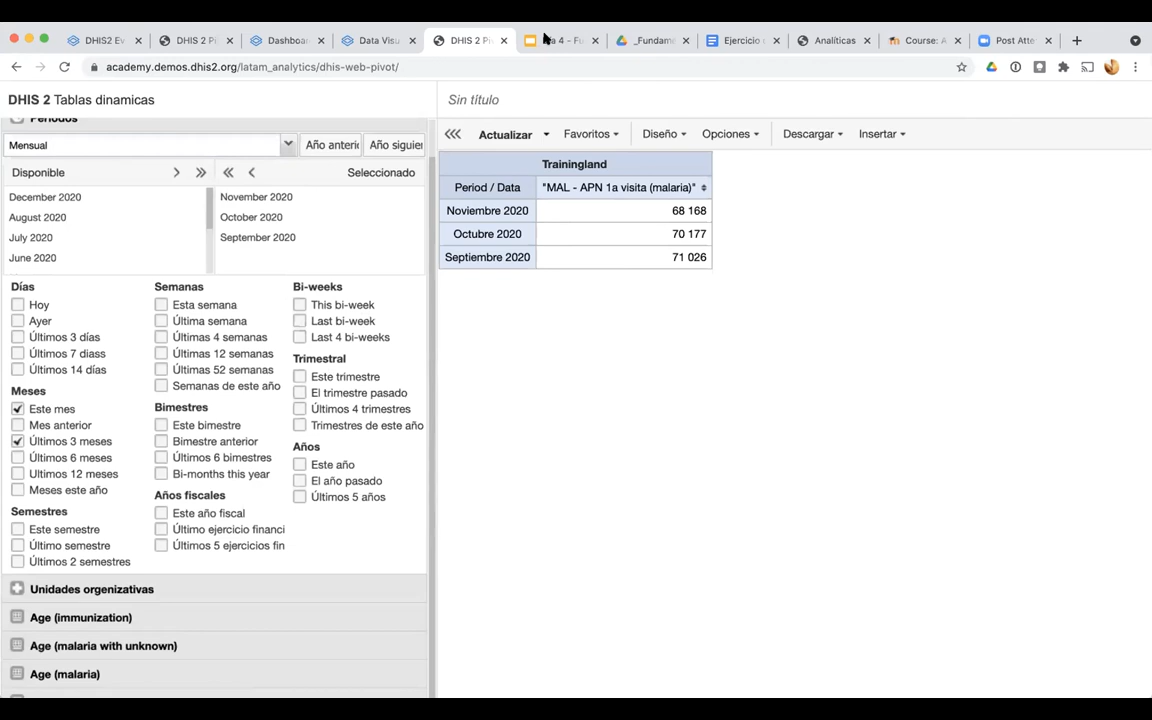 DHIS2 Ev
DHIS 2 Pi
Dashboa
Data Visu
DHIS 2 Pi
4 - Fu
_Fundam
Ejercicio
Analíticas
Course: A
Post Atte
academy.demos.dhis2.org/latam_analytics/dhis-web-pivot/
DHIS 2 Tablas dinamicas
Sin título
Periodos
Mensual
Año anteri
Año siguier
Actualizar
Favoritos
Diseño
Opciones
Descargar
Insertar
Disponible
Seleccionado
December 2020
August 2020
July 2020
June 2020
November 2020
October 2020
September 2020
Trainingland
Period / Data "MAL - APN 1a visita (malaria)"
Noviembre 2020 68 168
Octubre 2020 70 177
Septiembre 2020 71 026
Días
Hoy
Ayer
Últimos 3 días
Últimos 7 diass
Últimos 14 días
Meses
Este mes
Mes anterior
Últimos 3 meses
Últimos 6 meses
Ultimos 12 meses
Meses este año
Semestres
Este semestre
Último semestre
Últimos 2 semestres
Semanas
Esta semana
Última semana
Últimas 4 semanas
Últimas 12 semanas
Últimas 52 semanas
Semanas de este año
Bimestres
Este bimestre
Bimestre anterior
Últimos 6 bimestres
Bi-months this year
Años fiscales
Este año fiscal
Último ejercicio financi
Últimos 5 ejercicios fin
Bi-weeks
This bi-week
Last bi-week
Last 4 bi-weeks
Trimestral
Este trimestre
El trimestre pasado
Últimos 4 trimestres
Trimestres de este año
Años
Este año
El año pasado
Últimos 5 años
Unidades orgenizativas
Age (immunization)
Age (malaria with unknown)
Age (malaria)